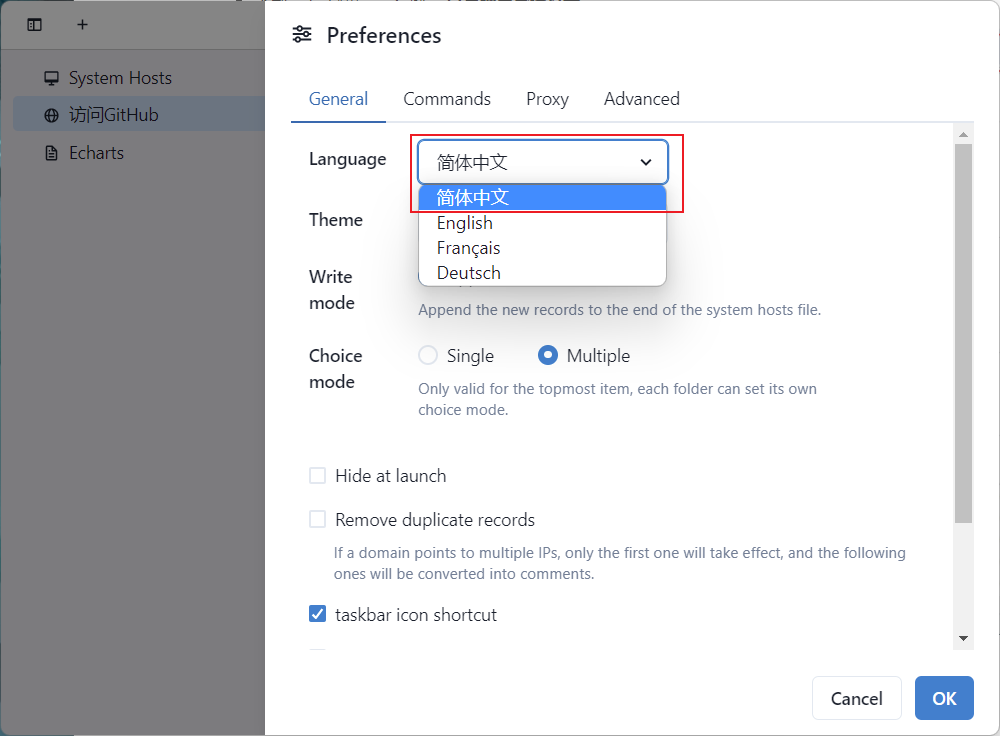 Preferences
System Hosts
访问GitHub
Echarts
General
Commands
Proxy
Advanced
Language
简体中文
简体中文
English
Français
Deutsch
Theme
Write
mode
Append the new records to the end of the system hosts file.
Choice
mode
Single
Multiple
Only valid for the topmost item, each folder can set its own
choice mode.
Hide at launch
Remove duplicate records
If a domain points to multiple IPs, only the first one will take effect, and the following
ones will be converted into comments.
taskbar icon shortcut
Cancel
OK